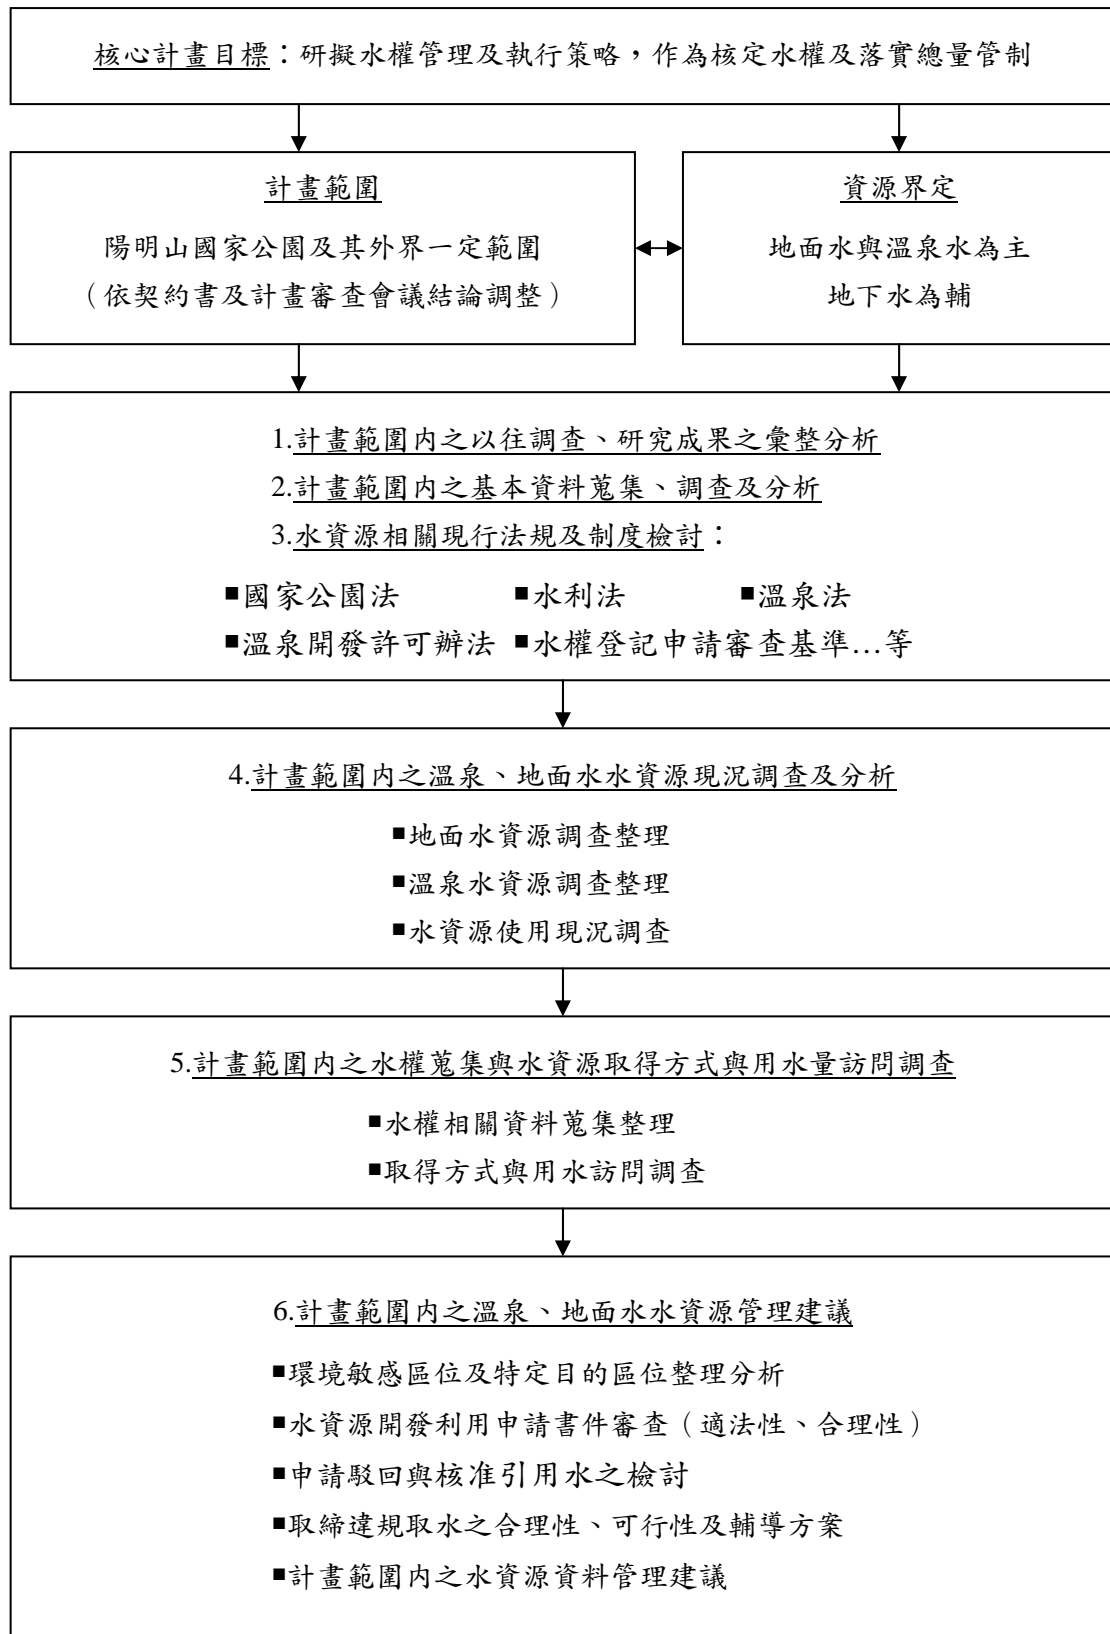 核心計畫目標：研擬水權管理及執行策略，作為核定水權及落實總量管制
計畫範圍
陽明山國家公園及其外界一定範圍
（依契約書及計畫審查會議結論調整）
資源界定
地面水與溫泉水為主
地下水為輔
1.計畫範圍內之以往調查、研究成果之彙整分析
2.計畫範圍內之基本資料蒐集、調查及分析
3.水資源相關現行法規及制度檢討：
■國家公園法 ■水利法 ■溫泉法
■溫泉開發許可辦法 ■水權登記申請審查基準…等
4.計畫範圍內之溫泉、地面水水資源現況調查及分析
■地面水資源調查整理
■溫泉水資源調查整理
■水資源使用現況調查
5.計畫範圍內之水權蒐集與水資源取得方式與用水量訪問調查
■水權相關資料蒐集整理
■取得方式與用水訪問調查
6.計畫範圍內之溫泉、地面水水資源管理建議
■環境敏感區位及特定目的區位整理分析
■水資源開發利用申請書件審查（適法性、合理性）
■申請駁回與核准引用水之檢討
■取締違規取水之合理性、可行性及輔導方案
■計畫範圍內之水資源資料管理建議